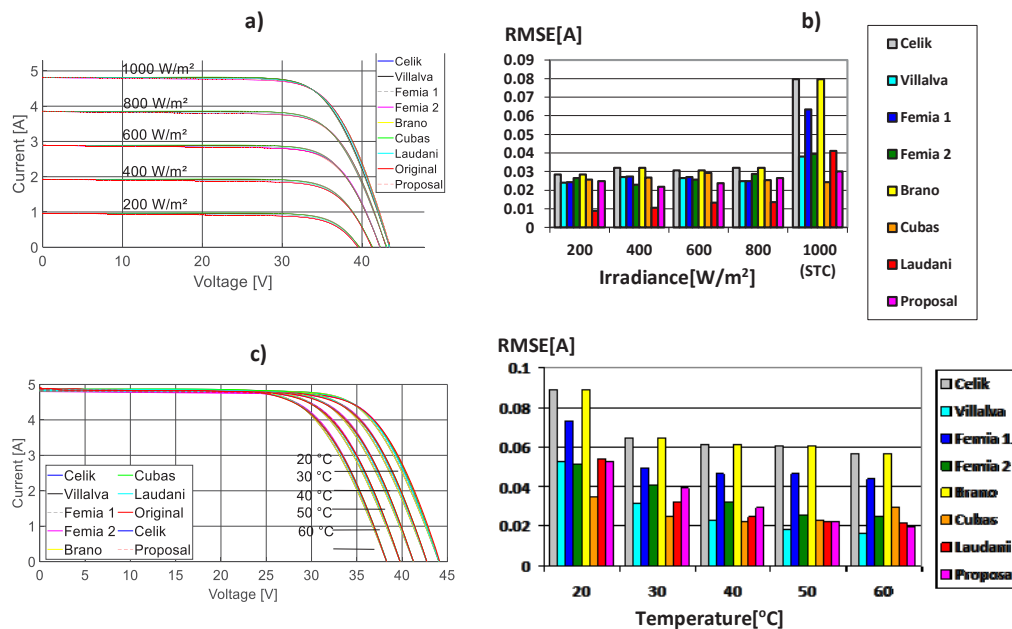 a)
5
4
3
2
1
0
Current [A]
1000 W/m²
800 W/m²
600 W/m²
400 W/m²
200 W/m²
0 10 20 30 40
Voltage [V]
Celik
Villalva
Femia 1
Femia 2
Brano
Cubas
Laudani
Original
Proposal
b)
RMSE[A]
0.09
0.08
0.07
0.06
0.05
0.04
0.03
0.02
0.01
200 400 600 800 1000
(STC)
Irradiance[W/m²]
Celik
Villalva
Femia 1
Femia 2
Brano
Cubas
Laudani
Proposal
c)
5
4
3
2
1
0
Current [A]
20 °C
30 °C
40 °C
50 °C
60 °C
Celik Cubas
Villalva Laudani
Femia 1 Original
Femia 2 Celik
Brano Proposal
0 5 10 15 20 25 30 35 40 45
Voltage [V]
RMSE[A]
0.1
0.08
0.06
0.04
0.02
0
20 30 40 50 60
Temperature[°C]
Celik
Villalva
Femia 1
Femia 2
Brano
Cubas
Laudani
Proposal